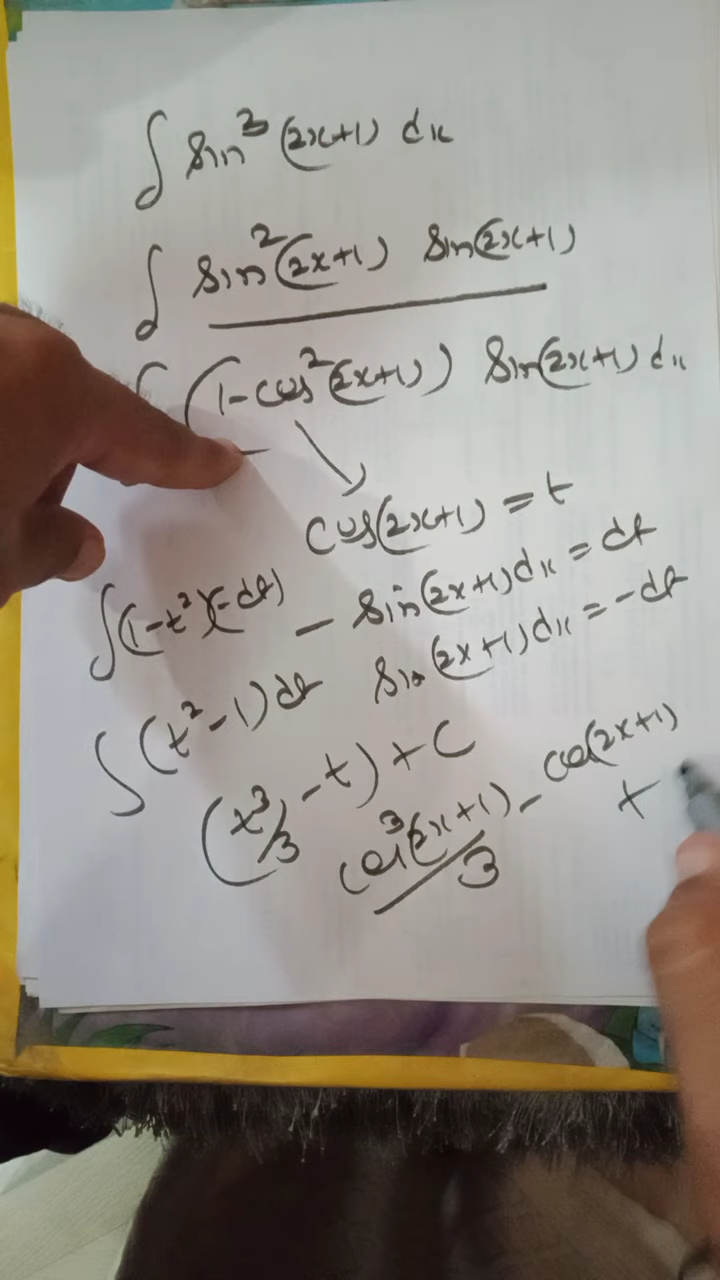 ∫ sin³(2x+1) dx
∫ sin²(2x+1) sin(2x+1)
∫ (1-cos²(2x+1)) sin(2x+1) dx
cos(2x+1) = t
∫(1-t²)(-dt) - sin(2x+1)dx = dt
∫(t²-1)dt sin(2x+1)dx = -dt
(t³/3 - t) + C
cos³(2x+1)/3 - cos(2x+1) +